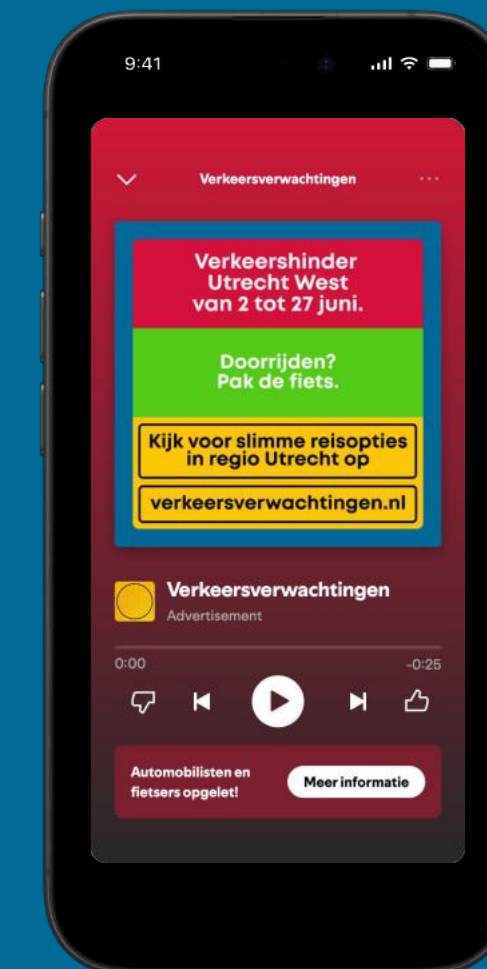 9:41
Verkeersverwachtingen
Verkeershinder
Utrecht West
van 2 tot 27 juni.
Doorrijden?
Pak de fiets.
Kijk voor slimme reisopties
in regio Utrecht op
verkeersverwachtingen.nl
Verkeersverwachtingen
Advertisement
0:00 -0:25
Automobilisten en
fietsers opgelet!
Meer informatie